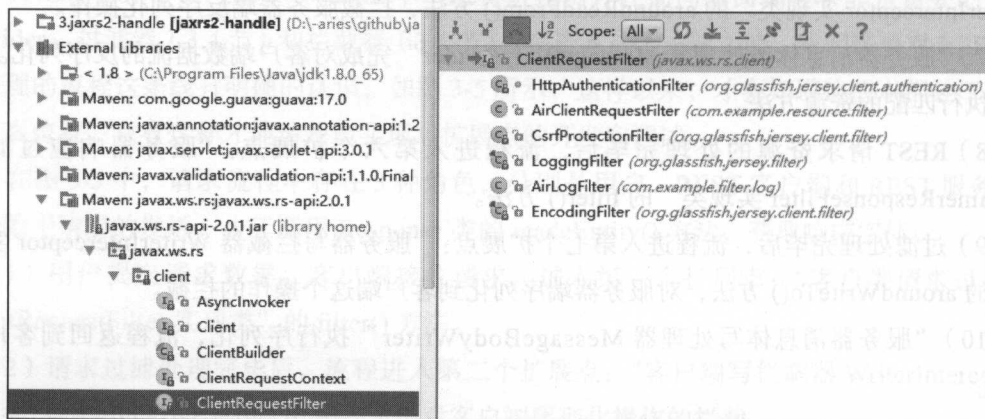 3.jaxrs2-handle [jaxrs2-handle] (D:\-aries\github\ja
External Libraries
< 1.8 > (C:\Program Files\Java\jdk1.8.0_65)
Maven: com.google.guava:guava:17.0
Maven: javax.annotation:javax.annotation-api:1.2
Maven: javax.servlet:javax.servlet-api:3.0.1
Maven: javax.validation:validation-api:1.1.0.Final
Maven: javax.ws.rs:javax.ws.rs-api:2.0.1
javax.ws.rs-api-2.0.1.jar (library home)
javax.ws.rs
client
AsyncInvoker
Client
ClientBuilder
ClientRequestContext
ClientRequestFilter
Scope: All
ClientRequestFilter (javax.ws.rs.client)
HttpAuthenticationFilter (org.glassfish.jersey.client.authentication)
AirClientRequestFilter (com.example.resource.filter)
CsrfProtectionFilter (org.glassfish.jersey.client.filter)
LoggingFilter (org.glassfish.jersey.filter)
AirLogFilter (com.example.filter.log)
EncodingFilter (org.glassfish.jersey.client.filter)